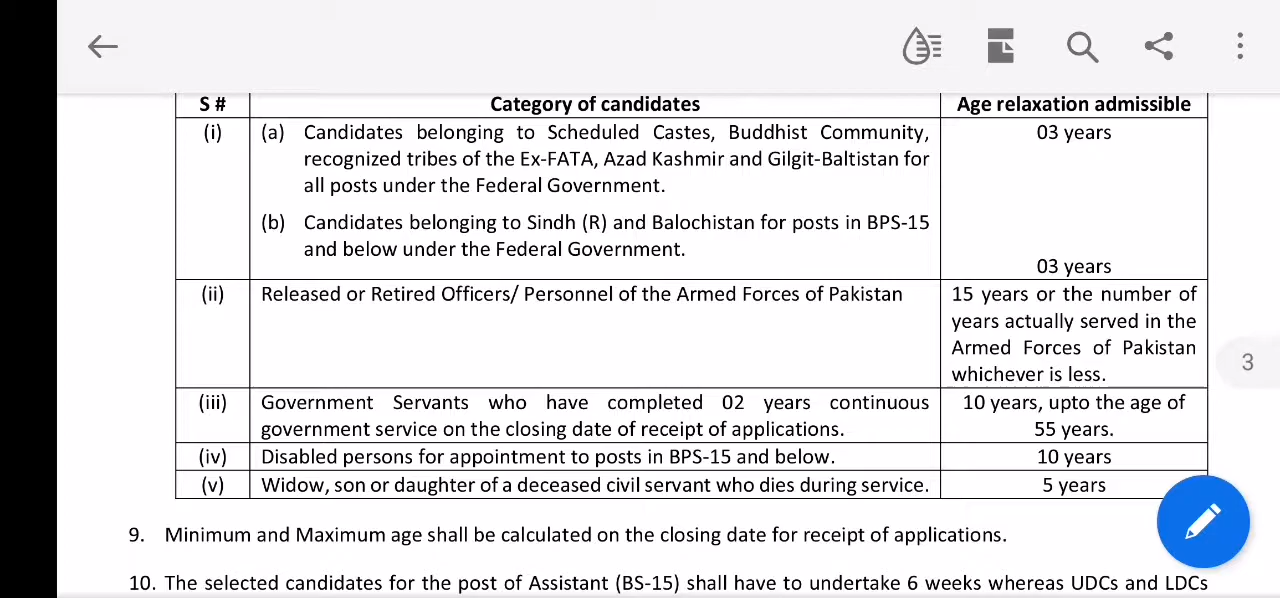 S # Category of candidates Age relaxation admissible
(i) (a) Candidates belonging to Scheduled Castes, Buddhist Community, 03 years
recognized tribes of the Ex-FATA, Azad Kashmir and Gilgit-Baltistan for
all posts under the Federal Government.
(b) Candidates belonging to Sindh (R) and Balochistan for posts in BPS-15
and below under the Federal Government.
03 years
(ii) Released or Retired Officers/ Personnel of the Armed Forces of Pakistan 15 years or the number of
years actually served in the
Armed Forces of Pakistan
whichever is less.
3
(iii) Government Servants who have completed 02 years continuous 10 years, upto the age of
government service on the closing date of receipt of applications. 55 years.
(iv) Disabled persons for appointment to posts in BPS-15 and below. 10 years
(v) Widow, son or daughter of a deceased civil servant who dies during service. 5 years
9. Minimum and Maximum age shall be calculated on the closing date for receipt of applications.
10. The selected candidates for the post of Assistant (BS-15) shall have to undertake 6 weeks whereas UDCs and LDCs